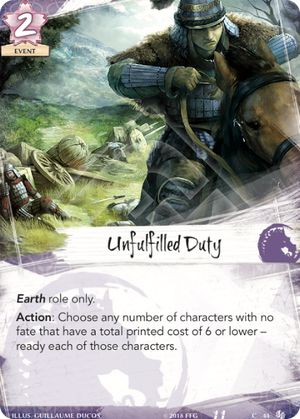 2
EVENT
Unfulfilled Duty
Earth role only.
Action: Choose any number of characters with no
fate that have a total printed cost of 6 or lower –
ready each of those characters.
ILLUS. GUILLAUME DUCOS
© 2018 FFG
11